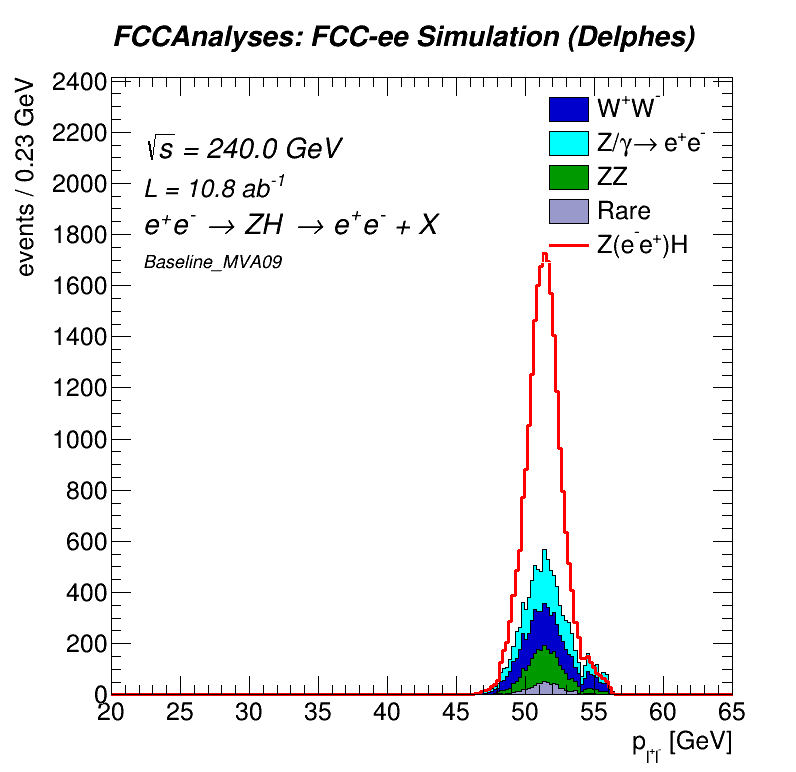 FCCAnalyses: FCC-ee Simulation (Delphes)
events / 0.23 GeV
2400
2200
2000
1800
1600
1400
1200
1000
800
600
400
200
0
√s = 240.0 GeV
L = 10.8 ab⁻¹
e⁺e⁻ → ZH → e⁺e⁻ + X
Baseline_MVA09
W⁺W⁻
Z/γ→ e⁺e⁻
ZZ
Rare
Z(e⁻e⁺)H
20 25 30 35 40 45 50 55 60 65
p_l⁺l⁻ [GeV]